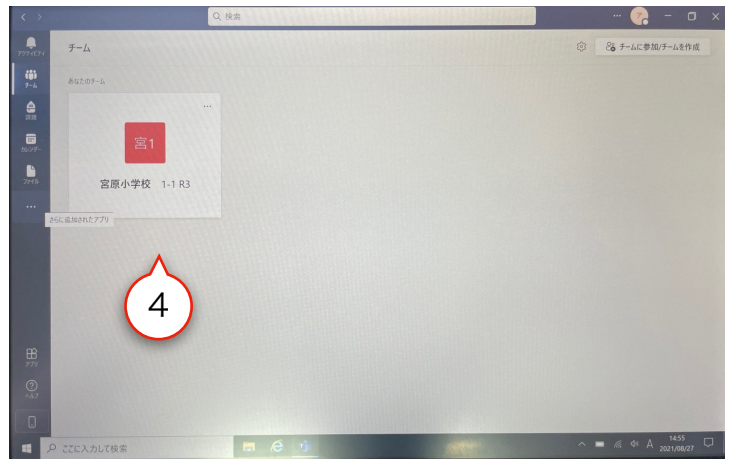 検索
アクティビティ
チーム
課題
カレンダー
ファイル
さらに追加されたアプリ
アプリ
ヘルプ
チーム
チームに参加/チームを作成
あなたのチーム
宮1
宮原小学校 1-1 R3
4
ここに入力して検索
A
14:55
2021/08/27